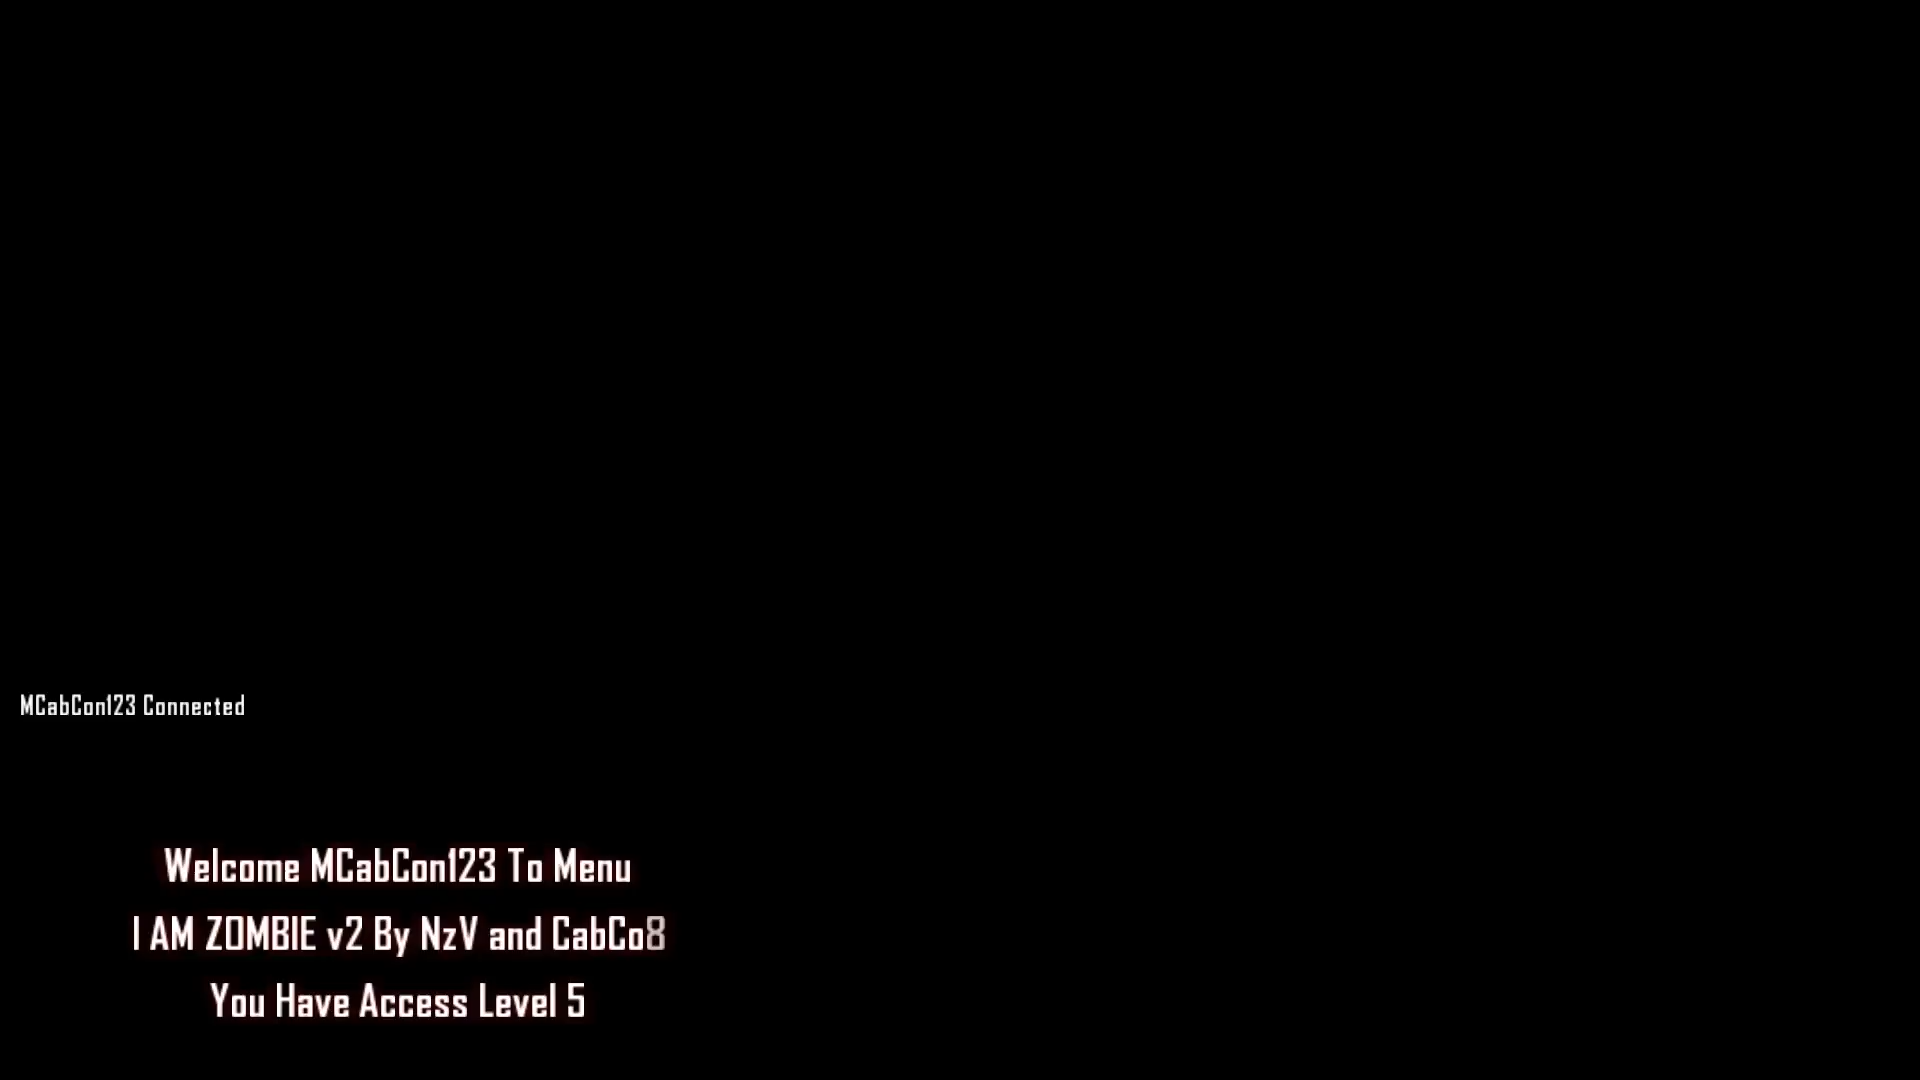 MCabCon123 Connected
Welcome MCabCon123 To Menu
I AM ZOMBIE v2 By NzV and CabCo8
You Have Access Level 5